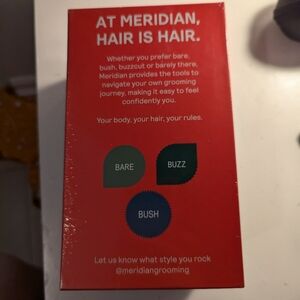 AT MERIDIAN,
HAIR IS HAIR.
Whether you prefer bare,
bush, buzzcut or barely there,
Meridian provides the tools to
navigate your own grooming
journey, making it easy to feel
confidently you.
Your body, your hair, your rules.
BARE
BUZZ
BUSH
Let us know what style you rock
@meridiangrooming